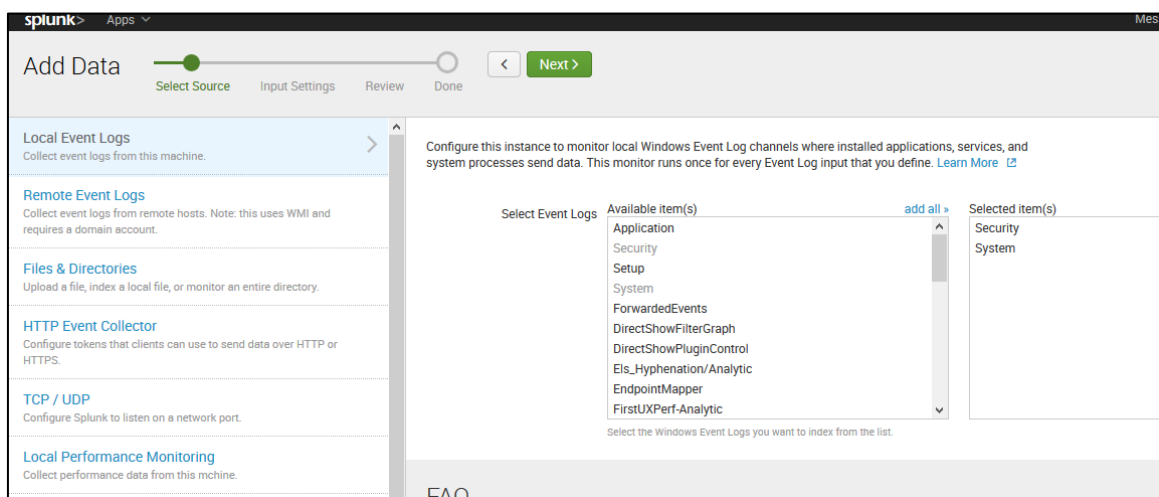 splunk> Apps
Mes
Add Data
Next >
Select Source Input Settings Review Done
Local Event Logs
Collect event logs from this machine.
Remote Event Logs
Collect event logs from remote hosts. Note: this uses WMI and
requires a domain account.
Files & Directories
Upload a file, index a local file, or monitor an entire directory.
HTTP Event Collector
Configure tokens that clients can use to send data over HTTP or
HTTPS.
TCP / UDP
Configure Splunk to listen on a network port.
Local Performance Monitoring
Collect performance data from this mchine.
Configure this instance to monitor local Windows Event Log channels where installed applications, services, and
system processes send data. This monitor runs once for every Event Log input that you define. Learn More
Select Event Logs
Available item(s) add all »
Application
Security
Setup
System
ForwardedEvents
DirectShowFilterGraph
DirectShowPluginControl
Els_Hyphenation/Analytic
EndpointMapper
FirstUXPerf-Analytic
Selected item(s)
Security
System
Select the Windows Event Logs you want to index from the list.
FAQ